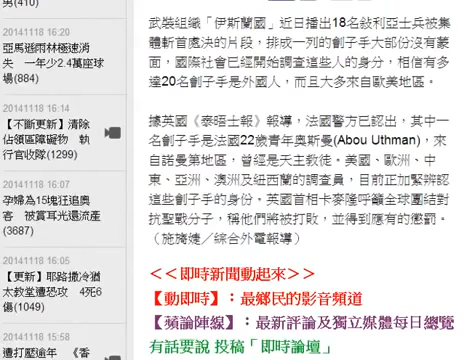 男(410)
20141118 16:20
亞馬遜雨林極速消
失　一年少2.4萬座球
場(884)
20141118 16:14
【不斷更新】清除
佔領區障礙物　執
行官收隊(1299)
20141118 16:07
孕婦為15塊狂追奧
客　被賞耳光還流產
(3687)
20141118 16:05
【更新】耶路撒冷猶
太教堂遭恐攻　4死6
傷(1049)
20141118 15:58
遭打壓逾年　《香
武裝組織「伊斯蘭國」近日播出18名敍利亞士兵被集
體斬首處決的片段，排成一列的劊子手大部份沒有蒙
面，國際社會已經開始調查這些人的身分，相信有多
達20名劊子手是外國人，而且大多來自歐美地區。
據英國《泰晤士報》報導，法國警方已認出，其中一
名劊子手是法國22歲青年奧斯曼(Abou Uthman)，來
自諾曼第地區，曾經是天主教徒。美國、歐洲、中
東、亞洲、澳洲及紐西蘭的調查員，目前正加緊辨認
這些劊子手的身份。英國首相卡麥隆呼籲全球團結對
抗聖戰分子，稱他們將被打敗，並得到應有的懲罰。
（施旖婕／綜合外電報導）
＜＜即時新聞動起來＞＞
【動即時】：最鄉民的影音頻道
【蘋論陣線】：最新評論及獨立媒體每日總覽
有話要說 投稿「即時論壇」